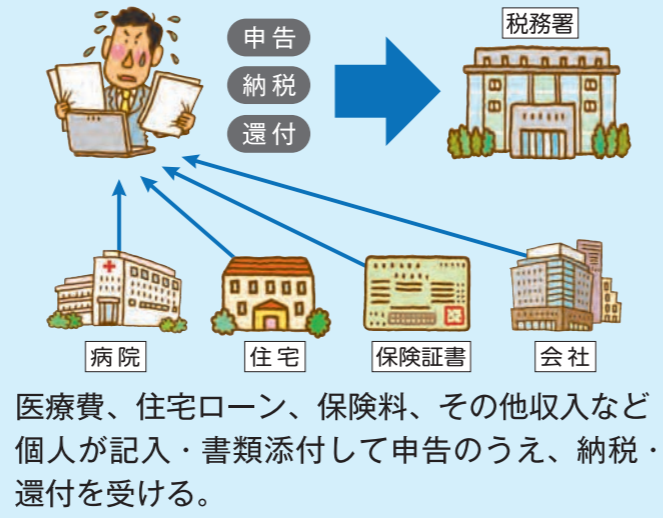 申告
納税
還付
税務署
病院
住宅
保険証書
会社
医療費、住宅ローン、保険料、その他収入など
個人が記入・書類添付して申告のうえ、納税・
還付を受ける。